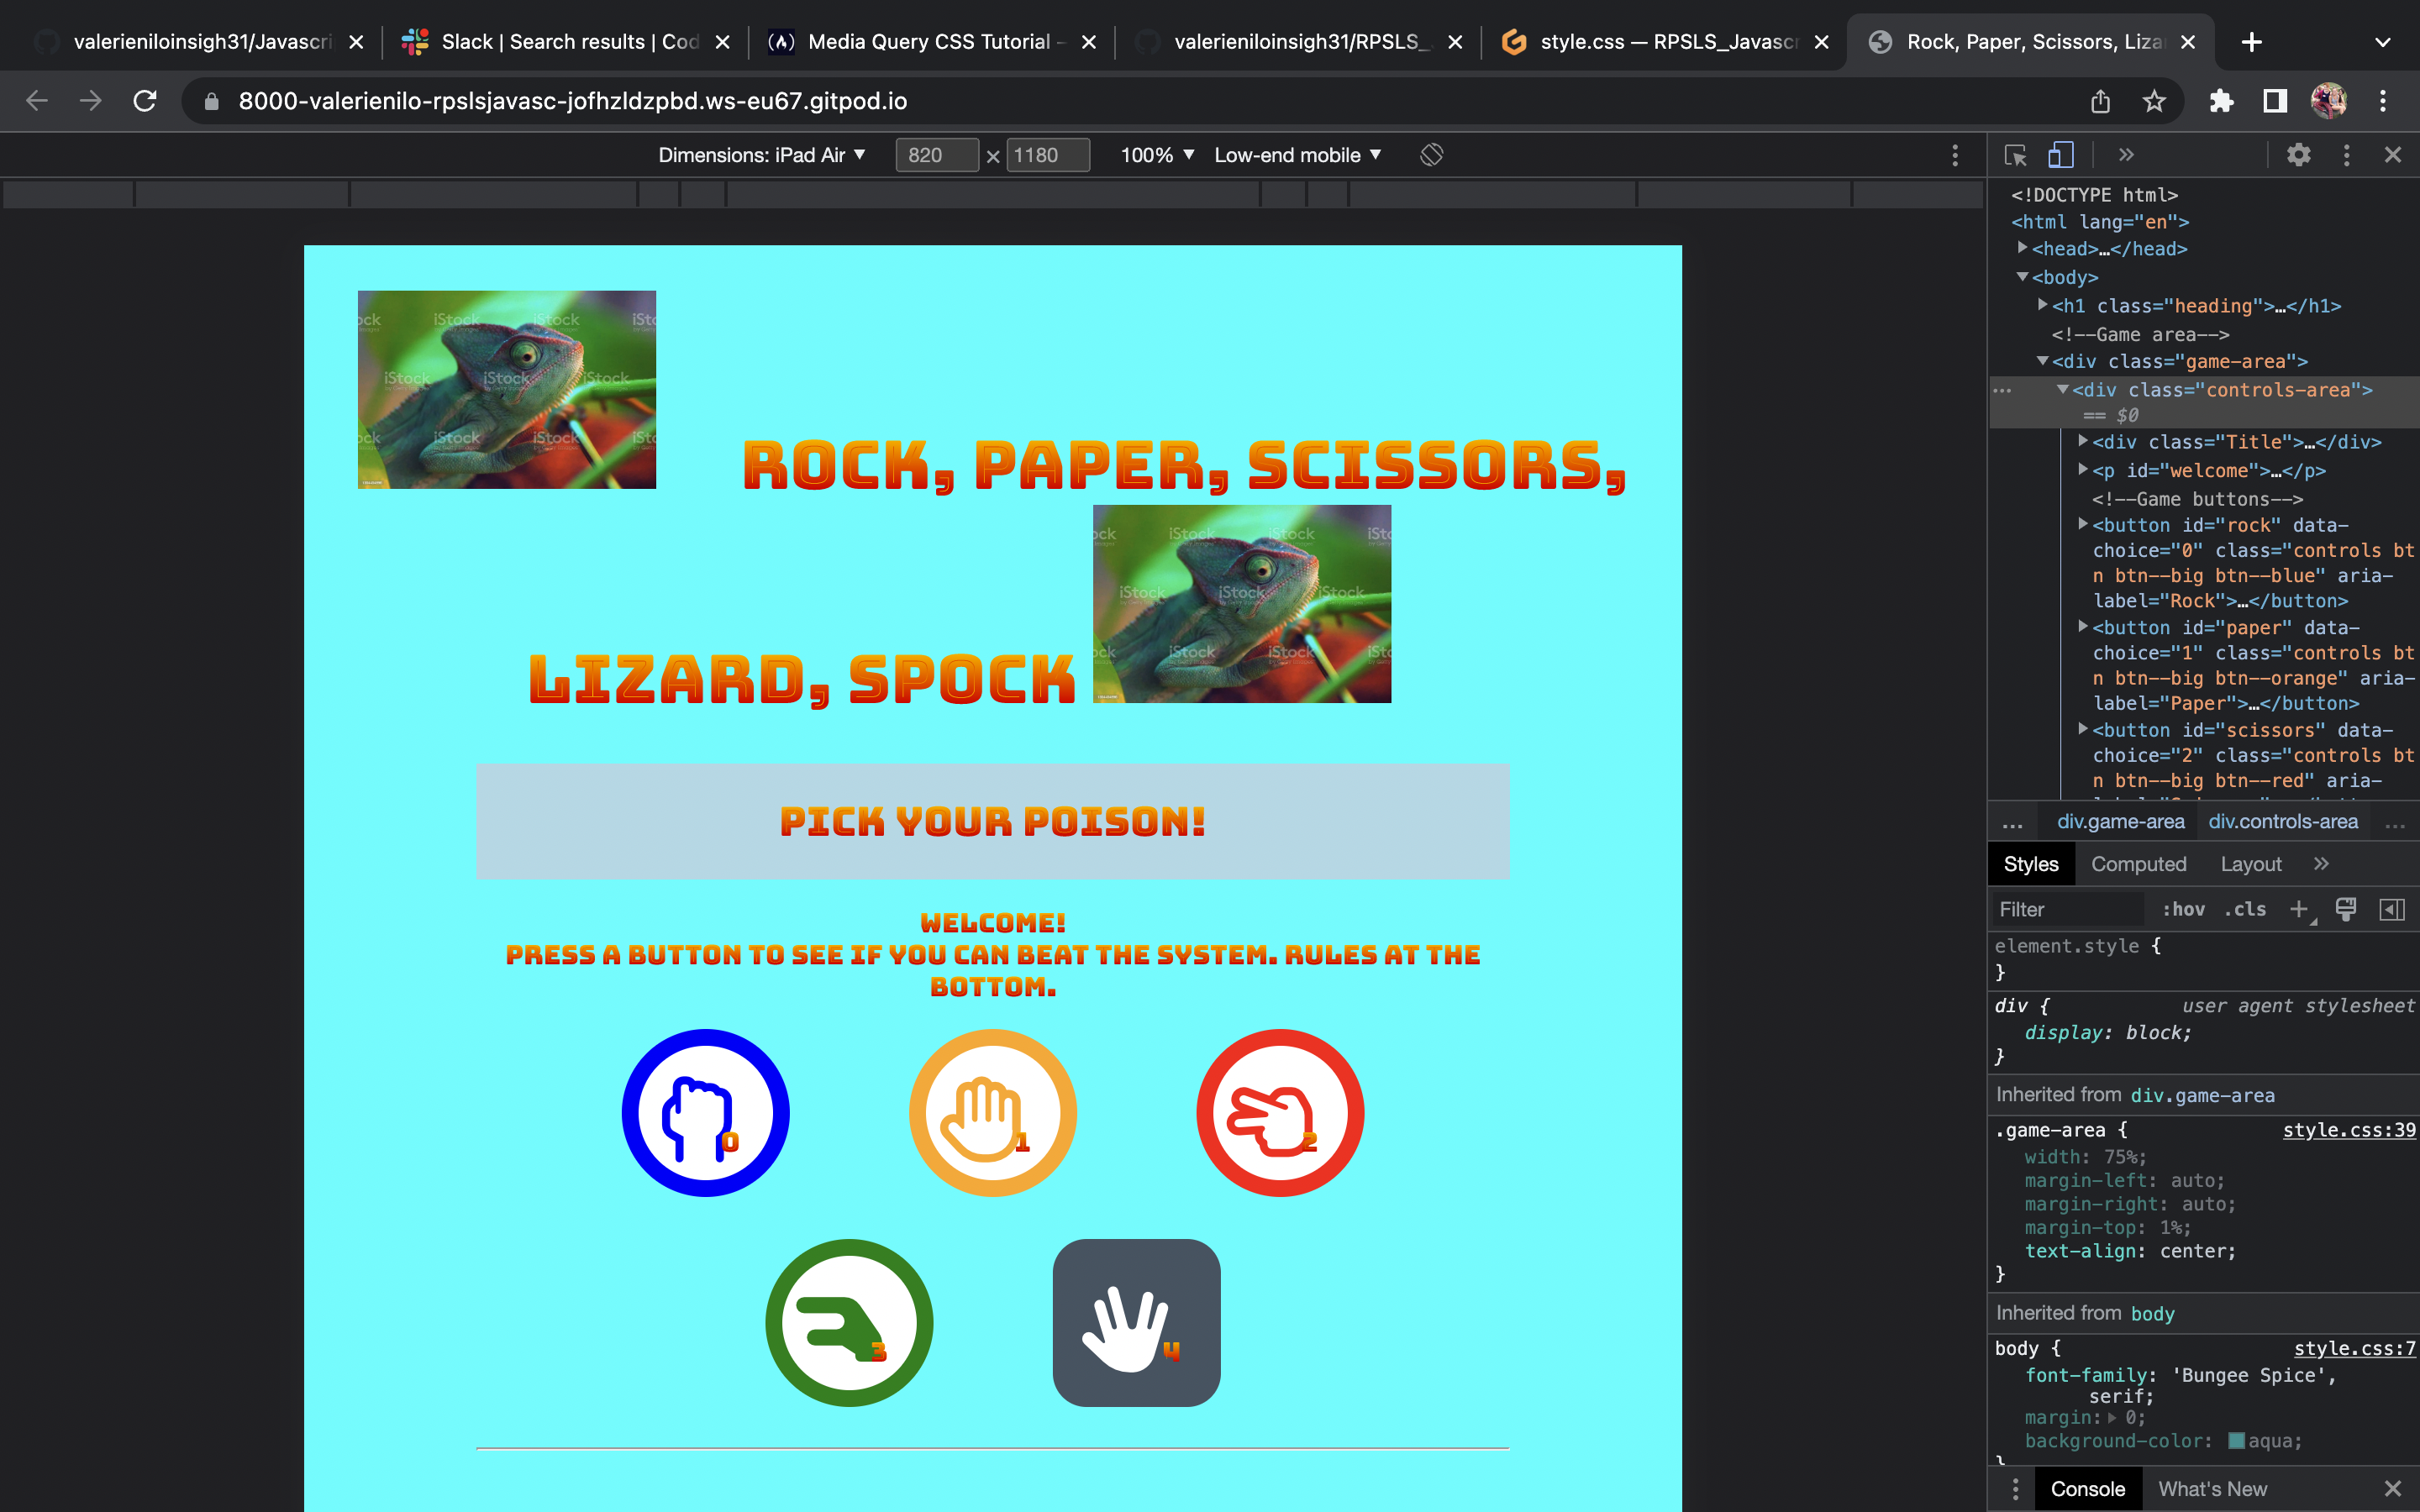 valerieniloinsigh31/Javascri
Slack | Search results | Cod
Media Query CSS Tutorial –
valerieniloinsigh31/RPSLS_
style.css — RPSLS_Javascr
Rock, Paper, Scissors, Liza
8000-valerienilo-rpslsjavasc-jofhzldzpbd.ws-eu67.gitpod.io
Dimensions: iPad Air ▼ 820 × 1180 100% ▼ Low-end mobile ▼
iStock
iStock
iStock
ROCK, PAPER, SCISSORS,
iStock
iStock
iStock
LIZARD, SPOCK
PICK YOUR POISON!
WELCOME!
PRESS A BUTTON TO SEE IF YOU CAN BEAT THE SYSTEM. RULES AT THE
BOTTOM.
0 1 2
3 4
<!DOCTYPE html>
<html lang="en">
<head>…</head>
<body>
<h1 class="heading">…</h1>
<!--Game area-->
<div class="game-area">
<div class="controls-area">
== $0
<div class="Title">…</div>
<p id="welcome">…</p>
<!--Game buttons-->
<button id="rock" data-
choice="0" class="controls bt
n btn--big btn--blue" aria-
label="Rock">…</button>
<button id="paper" data-
choice="1" class="controls bt
n btn--big btn--orange" aria-
label="Paper">…</button>
<button id="scissors" data-
choice="2" class="controls bt
n btn--big btn--red" aria-
… div.game-area div.controls-area …
Styles Computed Layout »
Filter :hov .cls +
element.style {
}
div { user agent stylesheet
display: block;
}
Inherited from div.game-area
.game-area { style.css:39
width: 75%;
margin-left: auto;
margin-right: auto;
margin-top: 1%;
text-align: center;
}
Inherited from body
body { style.css:7
font-family: 'Bungee Spice',
serif;
margin: ▶ 0;
background-color: aqua;
}
Console What's New